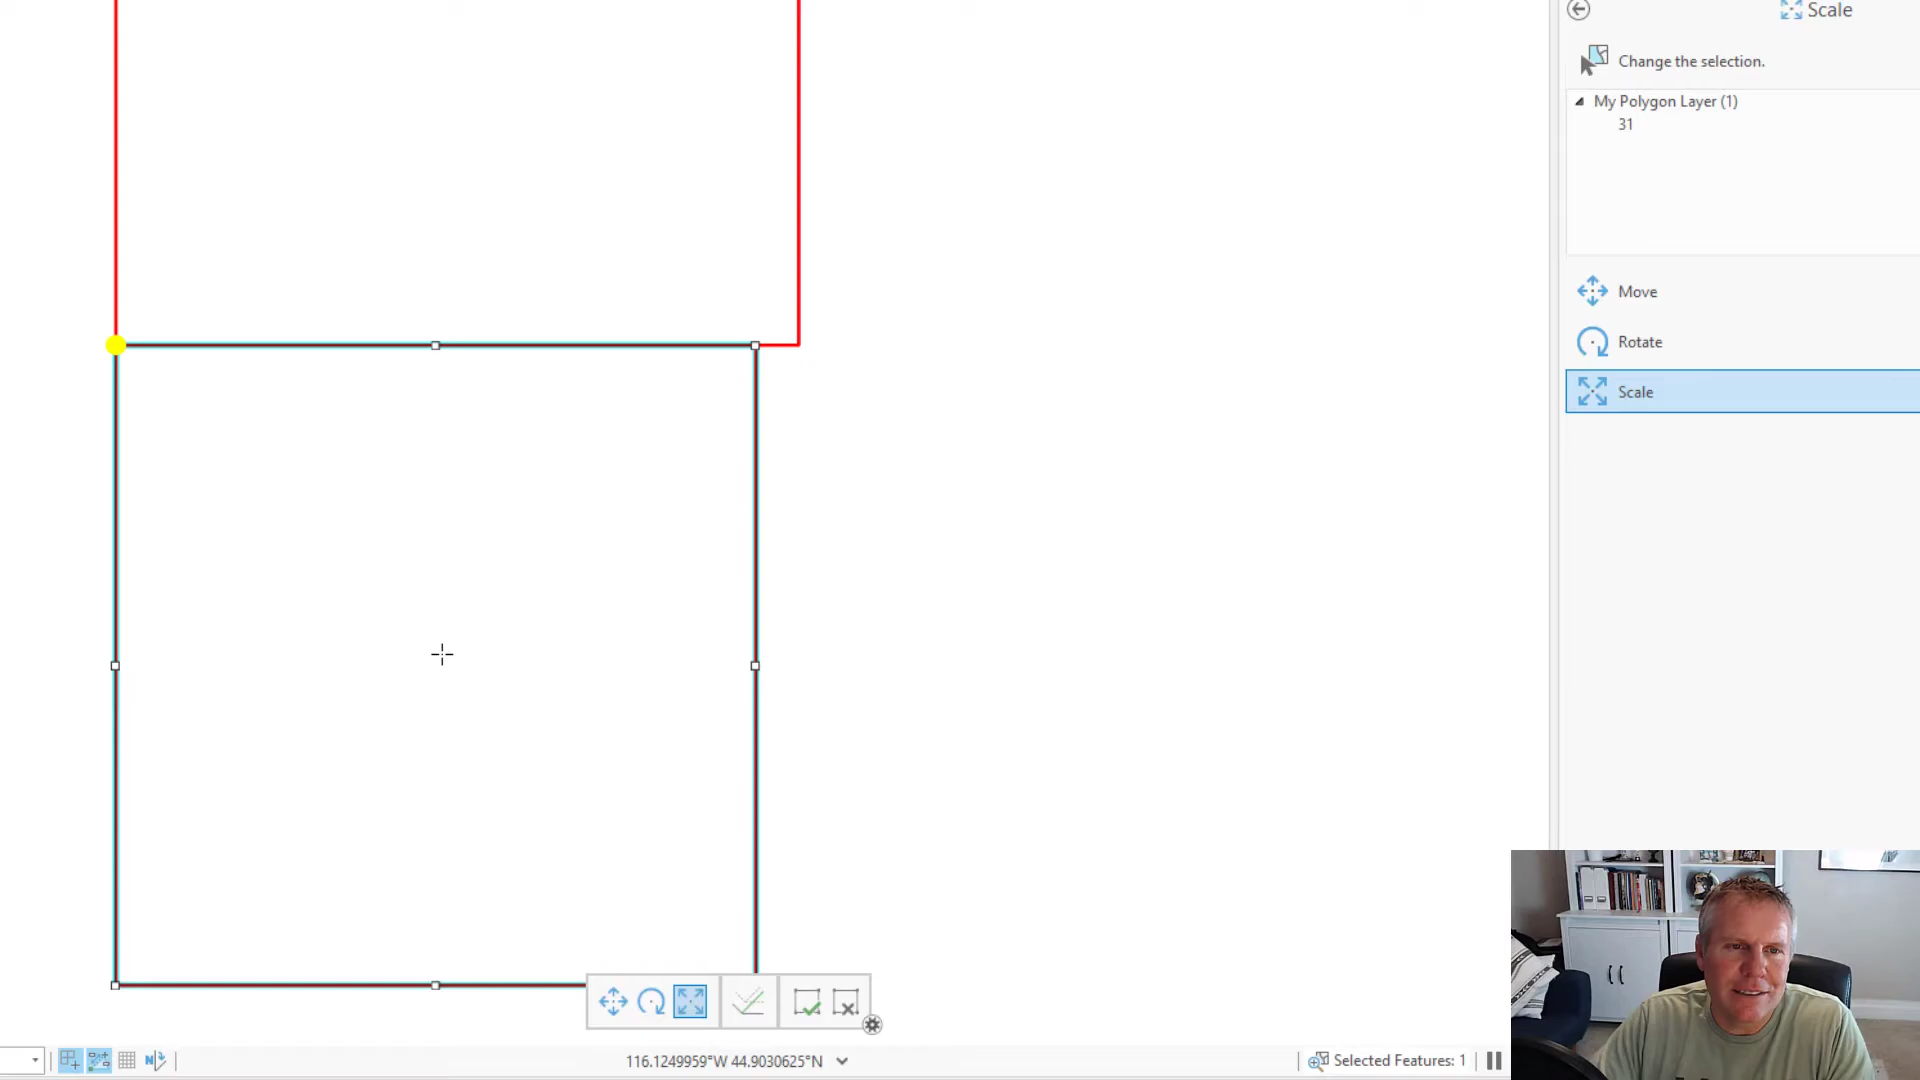 Scale
Change the selection.
My Polygon Layer (1)
31
Move
Rotate
Scale
116.1249959°W 44.9030625°N
Selected Features: 1